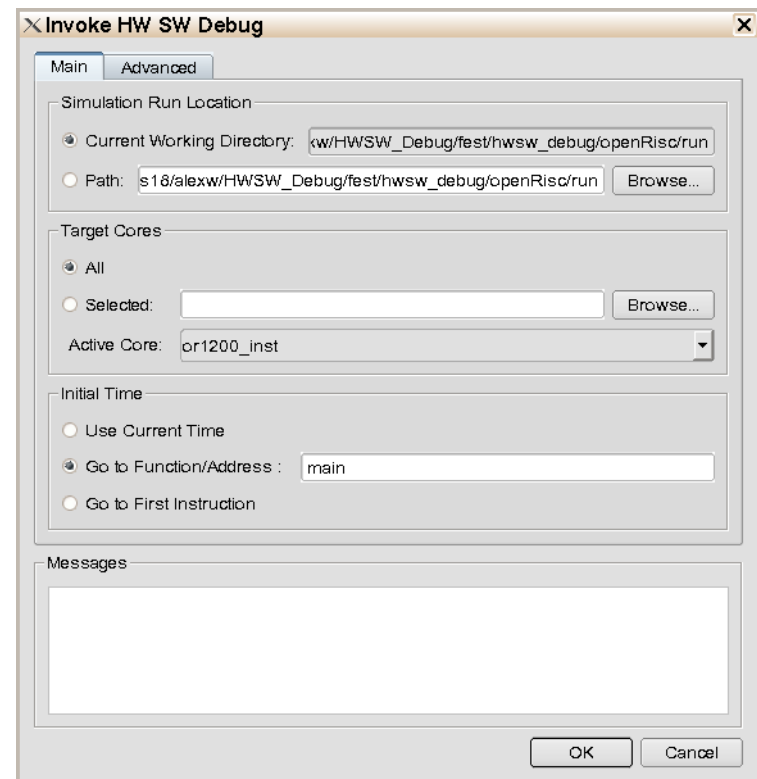 Invoke HW SW Debug
Main Advanced
Simulation Run Location
Current Working Directory: kw/HWSW_Debug/fest/hwsw_debug/openRisc/run
Path: s18/alexw/HWSW_Debug/fest/hwsw_debug/openRisc/run Browse...
Target Cores
All
Selected: Browse...
Active Core: or1200_inst
Initial Time
Use Current Time
Go to Function/Address : main
Go to First Instruction
Messages
OK Cancel